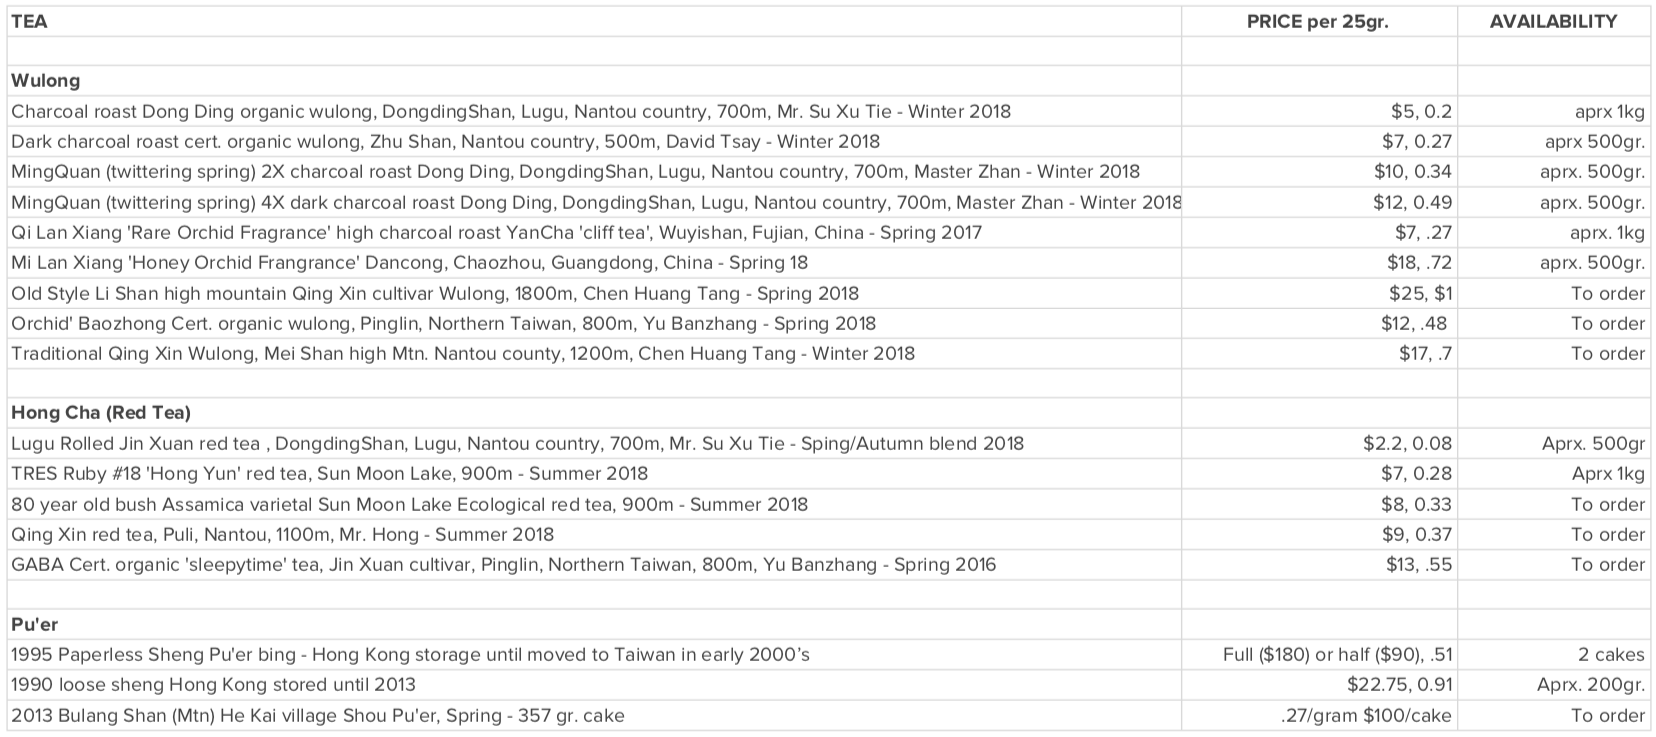 TEA PRICE per 25gr. AVAILABILITY
Wulong
Charcoal roast Dong Ding organic wulong, DongdingShan, Lugu, Nantou country, 700m, Mr. Su Xu Tie - Winter 2018 $5, 0.2 aprx 1kg
Dark charcoal roast cert. organic wulong, Zhu Shan, Nantou country, 500m, David Tsay - Winter 2018 $7, 0.27 aprx 500gr.
MingQuan (twittering spring) 2X charcoal roast Dong Ding, DongdingShan, Lugu, Nantou country, 700m, Master Zhan - Winter 2018 $10, 0.34 aprx. 500gr.
MingQuan (twittering spring) 4X dark charcoal roast Dong Ding, DongdingShan, Lugu, Nantou country, 700m, Master Zhan - Winter 2018 $12, 0.49 aprx. 500gr.
Qi Lan Xiang 'Rare Orchid Fragrance' high charcoal roast YanCha 'cliff tea', Wuyishan, Fujian, China - Spring 2017 $7, .27 aprx. 1kg
Mi Lan Xiang 'Honey Orchid Frangrance' Dancong, Chaozhou, Guangdong, China - Spring 18 $18, .72 aprx. 500gr.
Old Style Li Shan high mountain Qing Xin cultivar Wulong, 1800m, Chen Huang Tang - Spring 2018 $25, $1 To order
Orchid' Baozhong Cert. organic wulong, Pinglin, Northern Taiwan, 800m, Yu Banzhang - Spring 2018 $12, .48 To order
Traditional Qing Xin Wulong, Mei Shan high Mtn. Nantou county, 1200m, Chen Huang Tang - Winter 2018 $17, .7 To order
Hong Cha (Red Tea)
Lugu Rolled Jin Xuan red tea , DongdingShan, Lugu, Nantou country, 700m, Mr. Su Xu Tie - Sping/Autumn blend 2018 $2.2, 0.08 Aprx. 500gr
TRES Ruby #18 'Hong Yun' red tea, Sun Moon Lake, 900m - Summer 2018 $7, 0.28 Aprx 1kg
80 year old bush Assamica varietal Sun Moon Lake Ecological red tea, 900m - Summer 2018 $8, 0.33 To order
Qing Xin red tea, Puli, Nantou, 1100m, Mr. Hong - Summer 2018 $9, 0.37 To order
GABA Cert. organic 'sleepytime' tea, Jin Xuan cultivar, Pinglin, Northern Taiwan, 800m, Yu Banzhang - Spring 2016 $13, .55 To order
Pu'er
1995 Paperless Sheng Pu'er bing - Hong Kong storage until moved to Taiwan in early 2000’s Full ($180) or half ($90), .51 2 cakes
1990 loose sheng Hong Kong stored until 2013 $22.75, 0.91 Aprx. 200gr.
2013 Bulang Shan (Mtn) He Kai village Shou Pu'er, Spring - 357 gr. cake .27/gram $100/cake To order